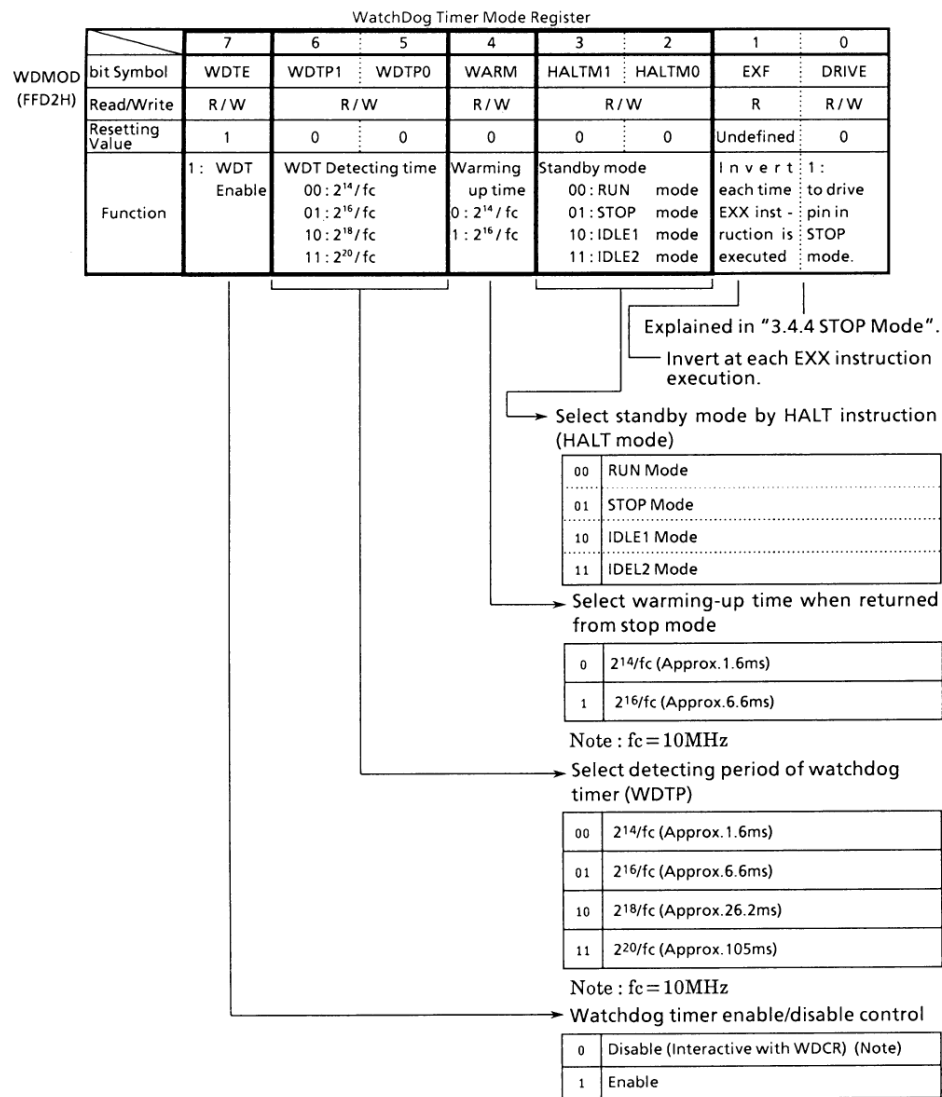 WatchDog Timer Mode Register
7 6 5 4 3 2 1 0
WDMOD
(FFD2H)
bit Symbol WDTE WDTP1 WDTP0 WARM HALTM1 HALTM0 EXF DRIVE
Read/Write R/W R/W R/W R/W R R/W
Resetting
Value 1 0 0 0 0 0 Undefined 0
Function
1: WDT
Enable
WDT Detecting time
00:2¹⁴/fc
01:2¹⁶/fc
10:2¹⁸/fc
11:2²⁰/fc
Warming
up time
0:2¹⁴/fc
1:2¹⁶/fc
Standby mode
00:RUN mode
01:STOP mode
10:IDLE1 mode
11:IDLE2 mode
Invert
each time
EXX inst-
ruction is
executed
1:
to drive
pin in
STOP
mode.
Explained in "3.4.4 STOP Mode".
Invert at each EXX instruction
execution.
Select standby mode by HALT instruction
(HALT mode)
00 RUN Mode
01 STOP Mode
10 IDLE1 Mode
11 IDEL2 Mode
Select warming-up time when returned
from stop mode
0 2¹⁴/fc (Approx.1.6ms)
1 2¹⁶/fc (Approx.6.6ms)
Note : fc=10MHz
Select detecting period of watchdog
timer (WDTP)
00 2¹⁴/fc (Approx.1.6ms)
01 2¹⁶/fc (Approx.6.6ms)
10 2¹⁸/fc (Approx.26.2ms)
11 2²⁰/fc (Approx.105ms)
Note : fc=10MHz
Watchdog timer enable/disable control
0 Disable (Interactive with WDCR) (Note)
1 Enable